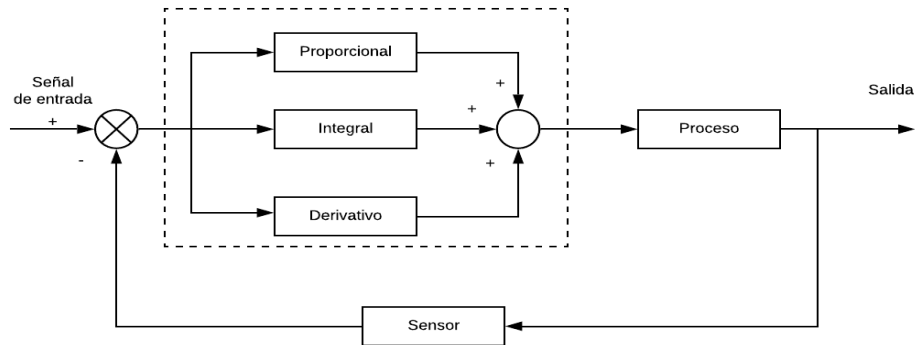 Proporcional
Señal
de entrada
+
-
Integral
+
+
+
Proceso
Salida
Derivativo
Sensor